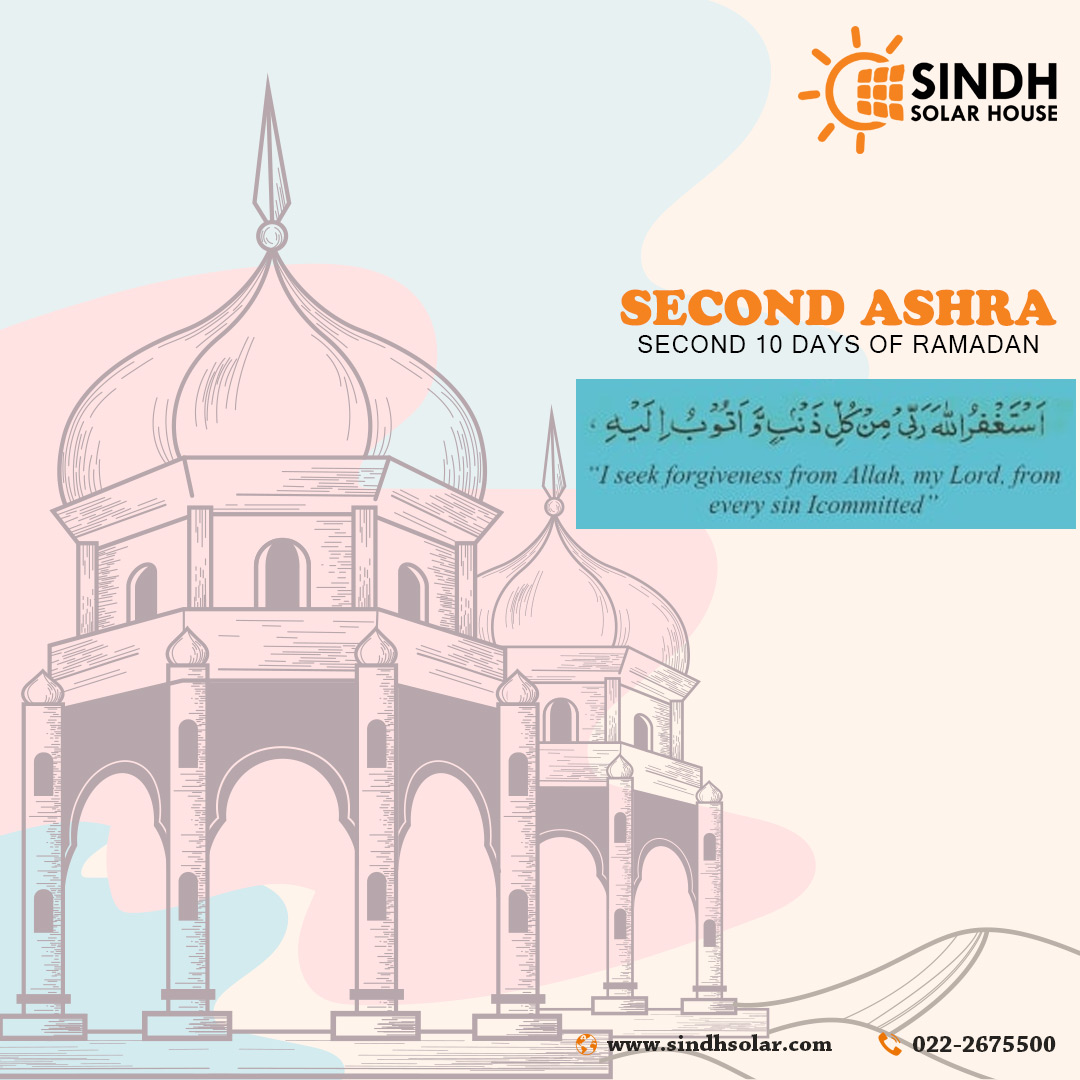 SINDH
SOLAR HOUSE
SECOND ASHRA
SECOND 10 DAYS OF RAMADAN
اَسْتَغْفِرُ اللهَ رَبِّىْ مِنْ كُلِّ ذَنْبٍ وَّ اَتُوْبُ اِلَيْهِ ،
“I seek forgiveness from Allah, my Lord, from
every sin Icommitted”
www.sindhsolar.com
022-2675500